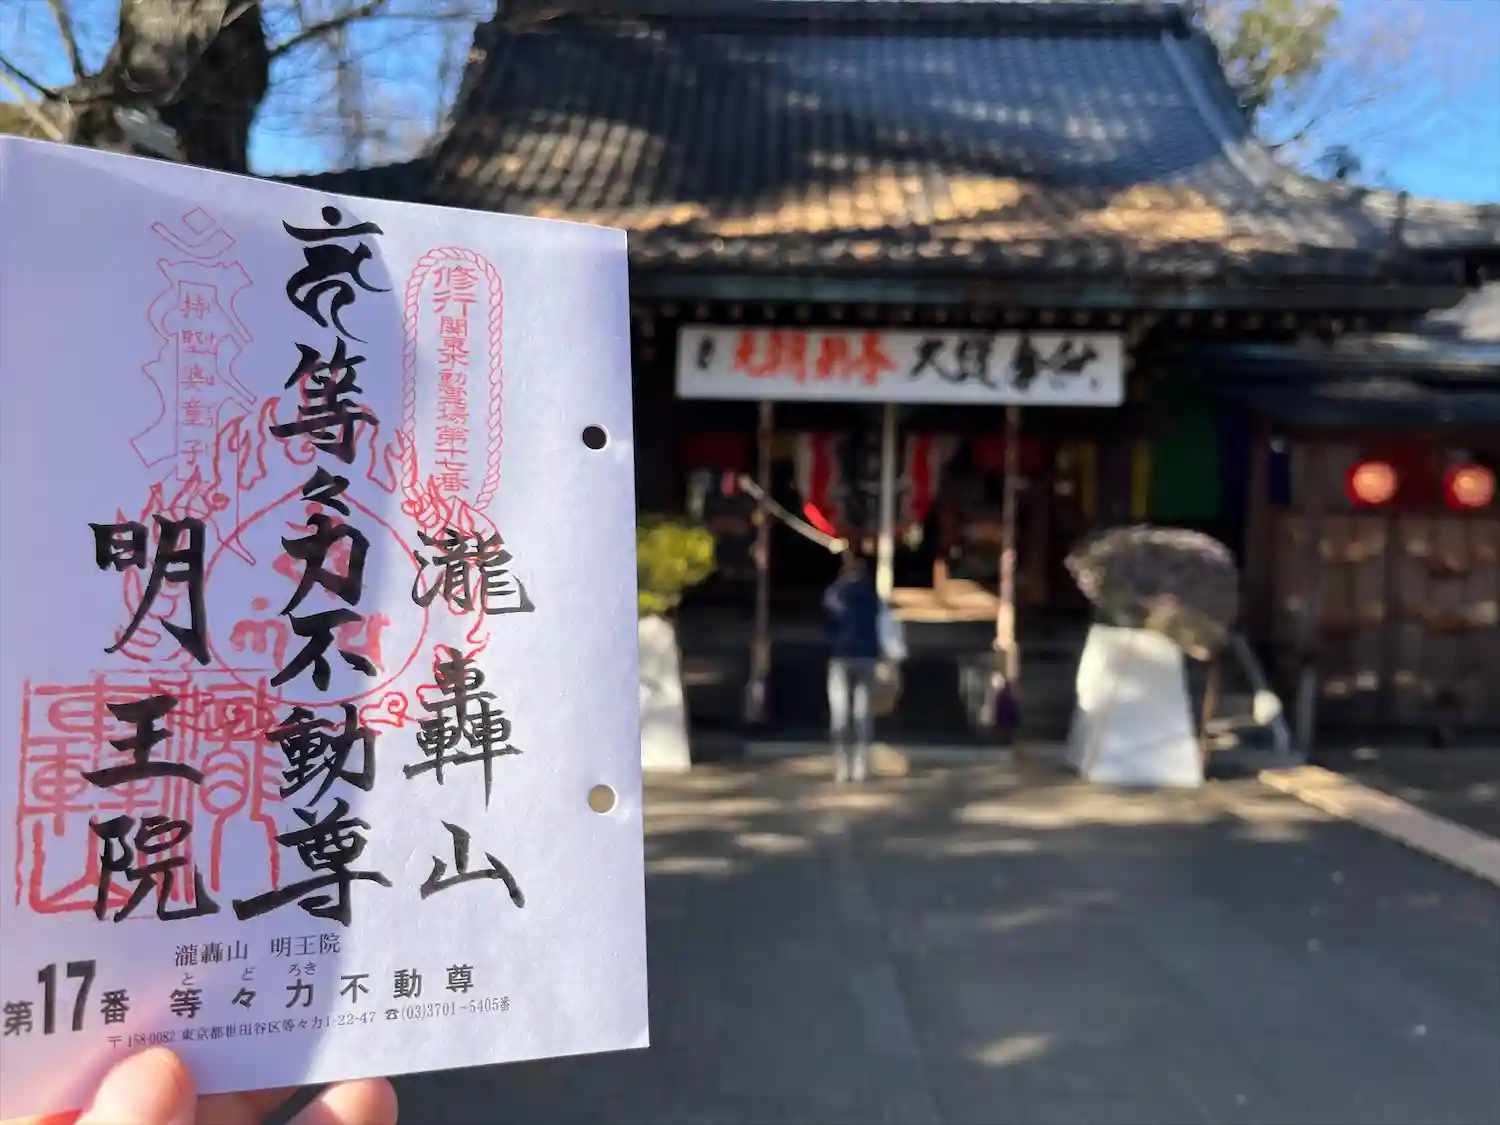 修行
関東不動霊場第十七番
瀧轟山
等々力不動尊
明王院
持堅婆童子
瀧轟山 明王院
とどろき
第17番 等々力不動尊
〒158-0082 東京都世田谷区等々力1-22-47 ☎(03)3701-5405番